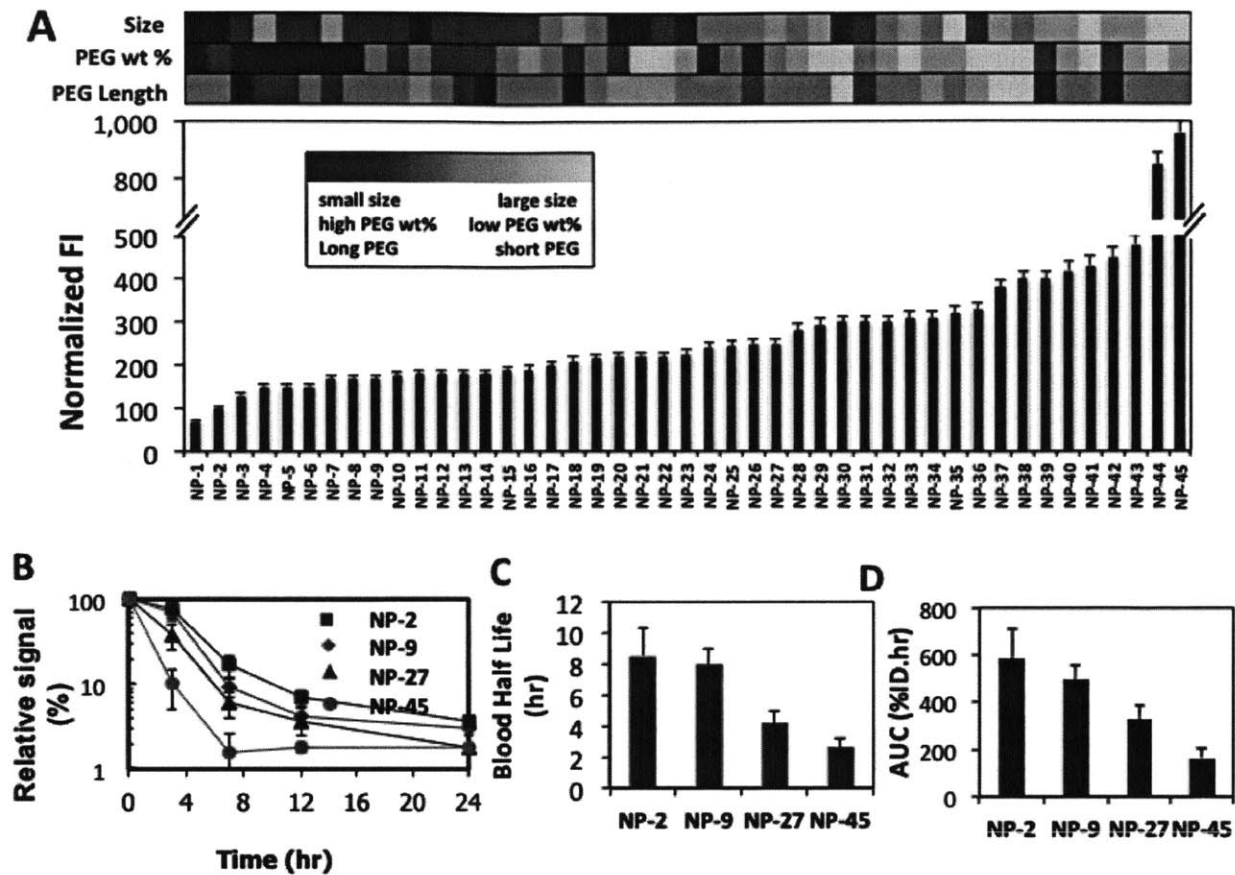 A
Size
PEG wt %
PEG Length
1,000
800
500
400
300
200
100
0
Normalized FI
small size large size
high PEG wt% low PEG wt%
Long PEG short PEG
NP-1 NP-2 NP-3 NP-4 NP-5 NP-6 NP-7 NP-8 NP-9 NP-10 NP-11 NP-12 NP-13 NP-14 NP-15 NP-16 NP-17 NP-18 NP-19 NP-20 NP-21 NP-22 NP-23 NP-24 NP-25 NP-26 NP-27 NP-28 NP-29 NP-30 NP-31 NP-32 NP-33 NP-34 NP-35 NP-36 NP-37 NP-38 NP-39 NP-40 NP-41 NP-42 NP-43 NP-44 NP-45
B
Relative signal
(%)
100
10
1
NP-2
NP-9
NP-27
NP-45
0 4 8 12 16 20 24
Time (hr)
C
Blood Half Life
(hr)
12
10
8
6
4
2
0
NP-2 NP-9 NP-27 NP-45
D
AUC (%ID.hr)
800
600
400
200
0
NP-2 NP-9 NP-27 NP-45